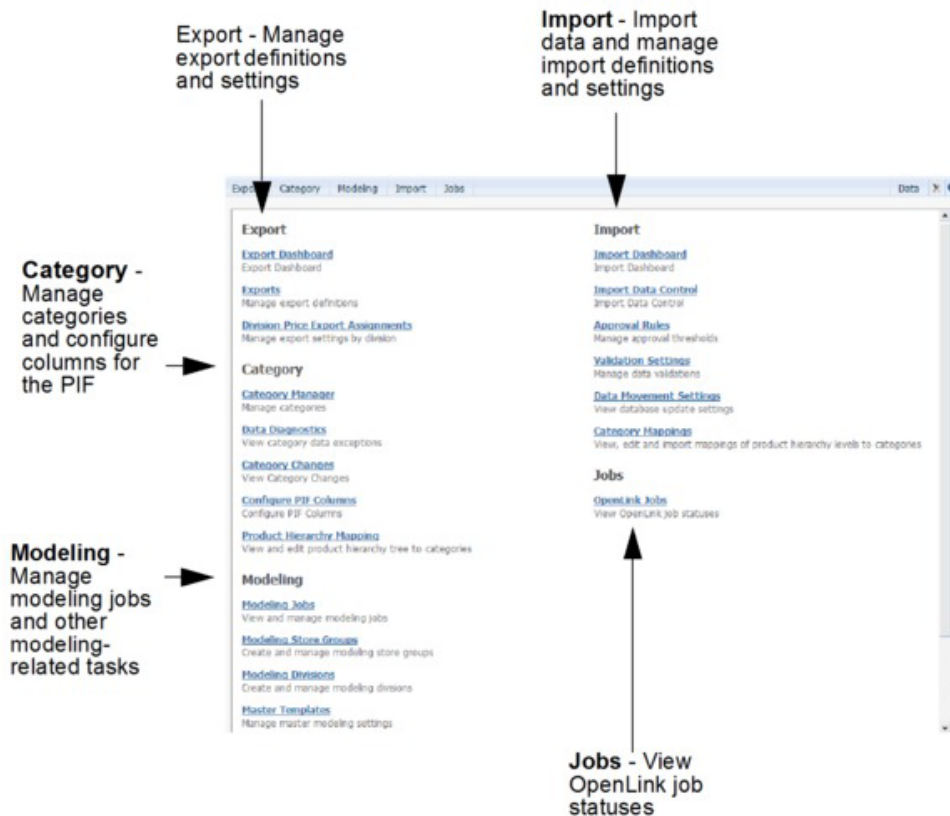 Export - Manage
export definitions
and settings
Import - Import
data and manage
import definitions
and settings
Category Modeling Import Jobs Data
Category -
Manage
categories
and configure
columns for
the PIF
Modeling -
Manage
modeling jobs
and other
modeling-
related tasks
Export
Export Dashboard
Export Dashboard
Exports
Manage export definitions
Division Price Export Assignments
Manage export settings by division
Category
Category Manager
Manage categories
Data Diagnostics
View category data exceptions
Category Changes
View Category Changes
Configure PIF Columns
Configure PIF Columns
Product Hierarchy Mapping
View and edit product hierarchy tree to categories
Modeling
Modeling Jobs
View and manage modeling jobs
Modeling Store Groups
Create and manage modeling store groups
Modeling Divisions
Create and manage modeling divisions
Master Templates
Manage master modeling settings
Import
Import Dashboard
Import Dashboard
Import Data Control
Import Data Control
Approval Rules
Manage approval thresholds
Validation Settings
Manage data validations
Data Movement Settings
View database update settings
Category Mappings
View, edit and import mappings of product hierarchy levels to categories
Jobs
OpenLink Jobs
View OpenLink job statuses
Jobs - View
OpenLink job
statuses